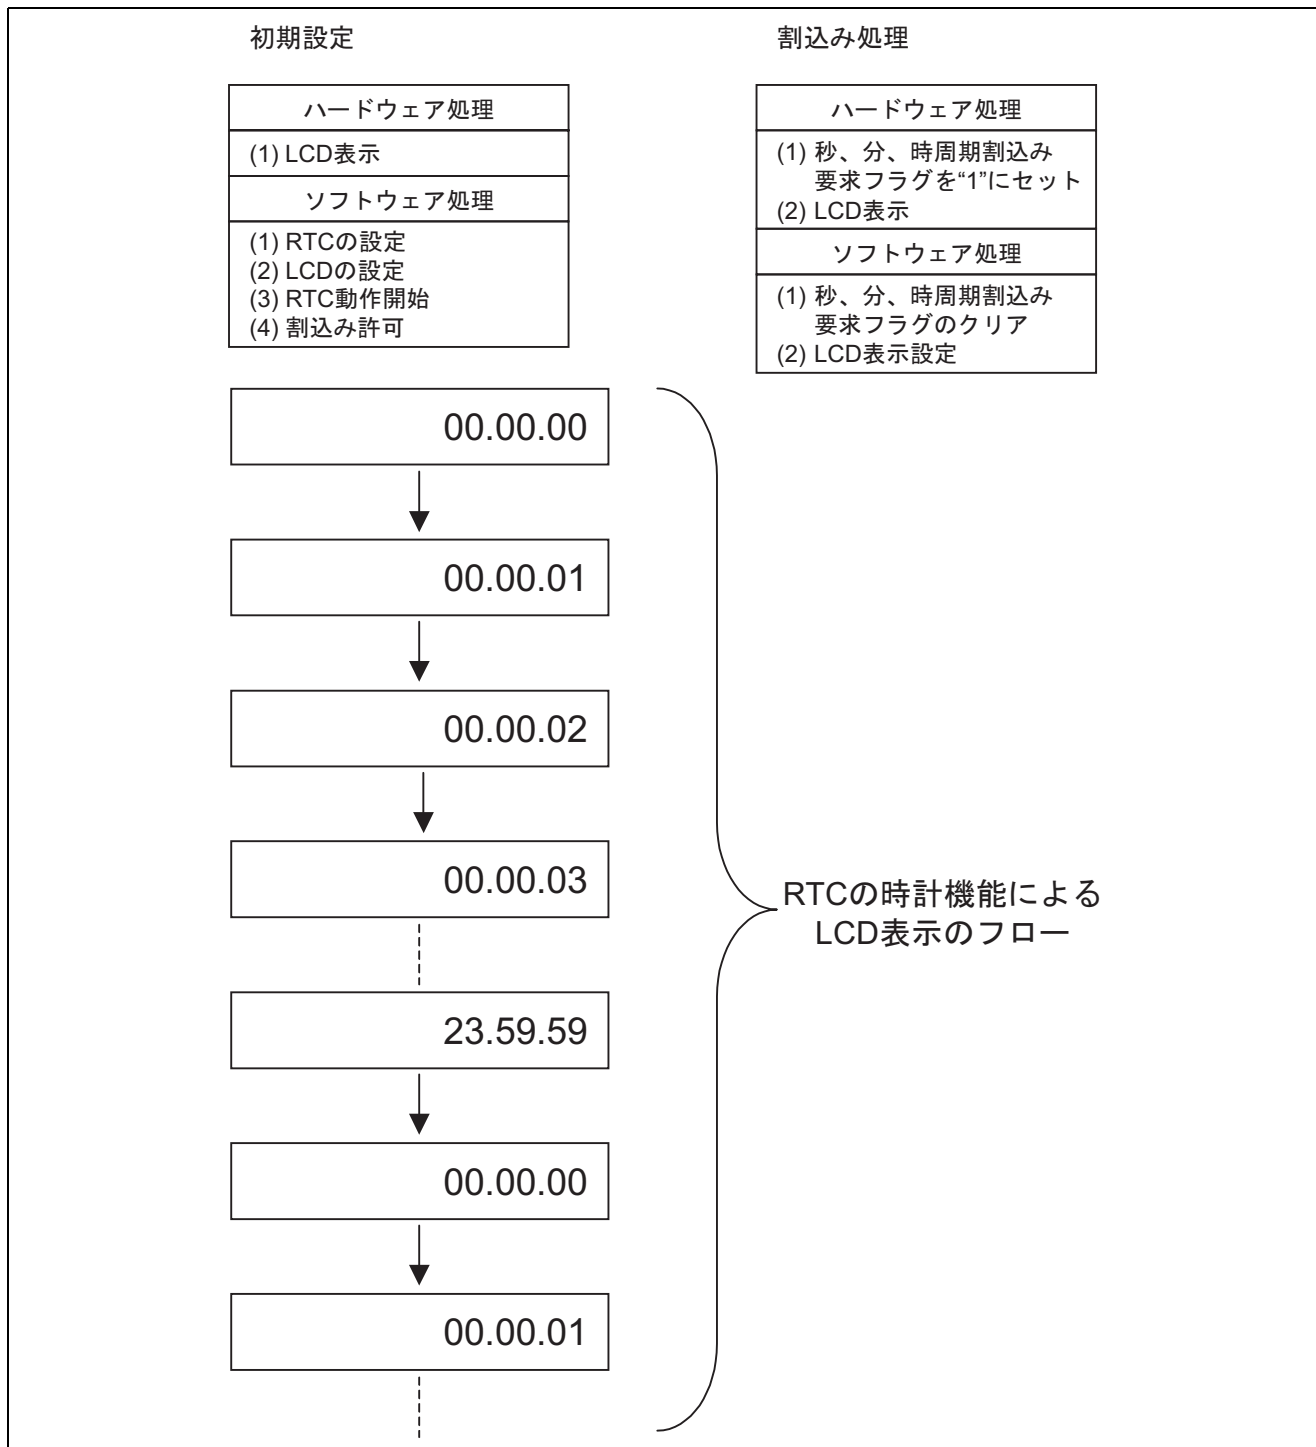 初期設定
ハードウェア処理
(1) LCD表示
ソフトウェア処理
(1) RTCの設定
(2) LCDの設定
(3) RTC動作開始
(4) 割込み許可
割込み処理
ハードウェア処理
(1) 秒、分、時周期割込み
要求フラグを“1”にセット
(2) LCD表示
ソフトウェア処理
(1) 秒、分、時周期割込み
要求フラグのクリア
(2) LCD表示設定
00.00.00
00.00.01
00.00.02
00.00.03
23.59.59
00.00.00
00.00.01
RTCの時計機能による
LCD表示のフロー